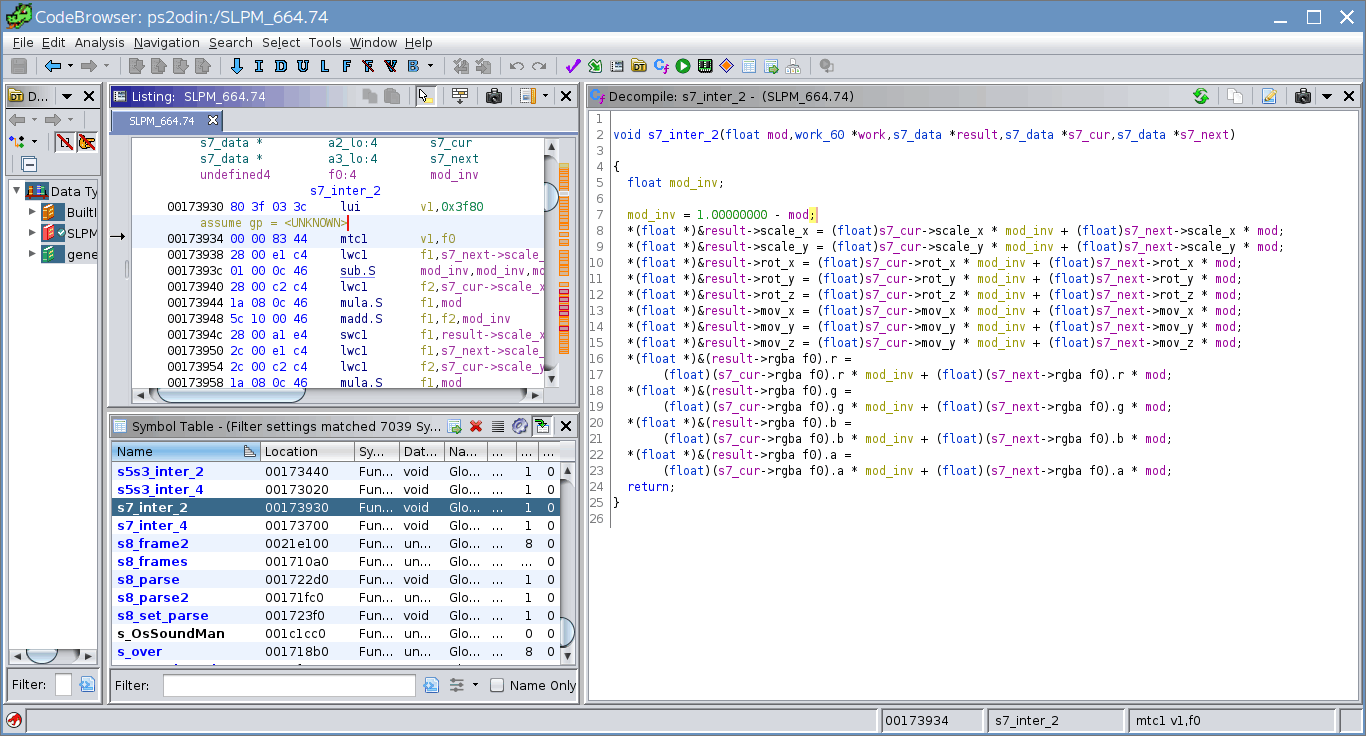 CodeBrowser: ps2odin:/SLPM_664.74
File Edit Analysis Navigation Search Select Tools Window Help
I D U L F F V B
D...
Data Ty
BuiltI
SLPM
gene
Filter:
Listing: SLPM_664.74
SLPM_664.74
s7_data * a2_lo:4 s7_cur
s7_data * a3_lo:4 s7_next
undefined4 f0:4 mod_inv
s7_inter_2
00173930 80 3f 03 3c lui v1,0x3f80
assume gp = <UNKNOWN>
00173934 00 00 83 44 mtc1 v1,f0
00173938 28 00 e1 c4 lwc1 f1,s7_next->scale_
0017393c 01 00 0c 46 sub.S mod_inv,mod_inv,mo
00173940 28 00 c2 c4 lwc1 f2,s7_cur->scale_x
00173944 1a 08 0c 46 mula.S f1,mod
00173948 5c 10 00 46 madd.S f1,f2,mod_inv
0017394c 28 00 a1 e4 swc1 f1,result->scale_x
00173950 2c 00 e1 c4 lwc1 f1,s7_next->scale_
00173954 2c 00 c2 c4 lwc1 f2,s7_cur->scale_y
00173958 1a 08 0c 46 mula.S f1,mod
Symbol Table - (Filter settings matched 7039 Sy...
Name Location Sy... Dat... Na... ... ... ...
s5s3_inter_2 00173440 Fun... void Glo... ... 1 0
s5s3_inter_4 00173020 Fun... void Glo... ... 1 0
s7_inter_2 00173930 Fun... void Glo... ... 1 0
s7_inter_4 00173700 Fun... void Glo... ... 1 0
s8_frame2 0021e100 Fun... un... Glo... ... 8 0
s8_frames 001710a0 Fun... un... Glo... ... ... 0
s8_parse 001722d0 Fun... void Glo... ... 1 0
s8_parse2 00171fc0 Fun... un... Glo... ... 1 0
s8_set_parse 001723f0 Fun... void Glo... ... 1 0
s_OsSoundMan 001c1cc0 Fun... un... Glo... ... 0 0
s_over 001718b0 Fun... un... Glo... ... 8 0
Filter: Name Only
Decompile: s7_inter_2 - (SLPM_664.74)
1
2 void s7_inter_2(float mod,work_60 *work,s7_data *result,s7_data *s7_cur,s7_data *s7_next)
3
4 {
5 float mod_inv;
6
7 mod_inv = 1.00000000 - mod;
8 *(float *)&result->scale_x = (float)s7_cur->scale_x * mod_inv + (float)s7_next->scale_x * mod;
9 *(float *)&result->scale_y = (float)s7_cur->scale_y * mod_inv + (float)s7_next->scale_y * mod;
10 *(float *)&result->rot_x = (float)s7_cur->rot_x * mod_inv + (float)s7_next->rot_x * mod;
11 *(float *)&result->rot_y = (float)s7_cur->rot_y * mod_inv + (float)s7_next->rot_y * mod;
12 *(float *)&result->rot_z = (float)s7_cur->rot_z * mod_inv + (float)s7_next->rot_z * mod;
13 *(float *)&result->mov_x = (float)s7_cur->mov_x * mod_inv + (float)s7_next->mov_x * mod;
14 *(float *)&result->mov_y = (float)s7_cur->mov_y * mod_inv + (float)s7_next->mov_y * mod;
15 *(float *)&result->mov_z = (float)s7_cur->mov_y * mod_inv + (float)s7_next->mov_z * mod;
16 *(float *)&(result->rgba f0).r =
17 (float)(s7_cur->rgba f0).r * mod_inv + (float)(s7_next->rgba f0).r * mod;
18 *(float *)&(result->rgba f0).g =
19 (float)(s7_cur->rgba f0).g * mod_inv + (float)(s7_next->rgba f0).g * mod;
20 *(float *)&(result->rgba f0).b =
21 (float)(s7_cur->rgba f0).b * mod_inv + (float)(s7_next->rgba f0).b * mod;
22 *(float *)&(result->rgba f0).a =
23 (float)(s7_cur->rgba f0).a * mod_inv + (float)(s7_next->rgba f0).a * mod;
24 return;
25 }
26
00173934 s7_inter_2 mtc1 v1,f0